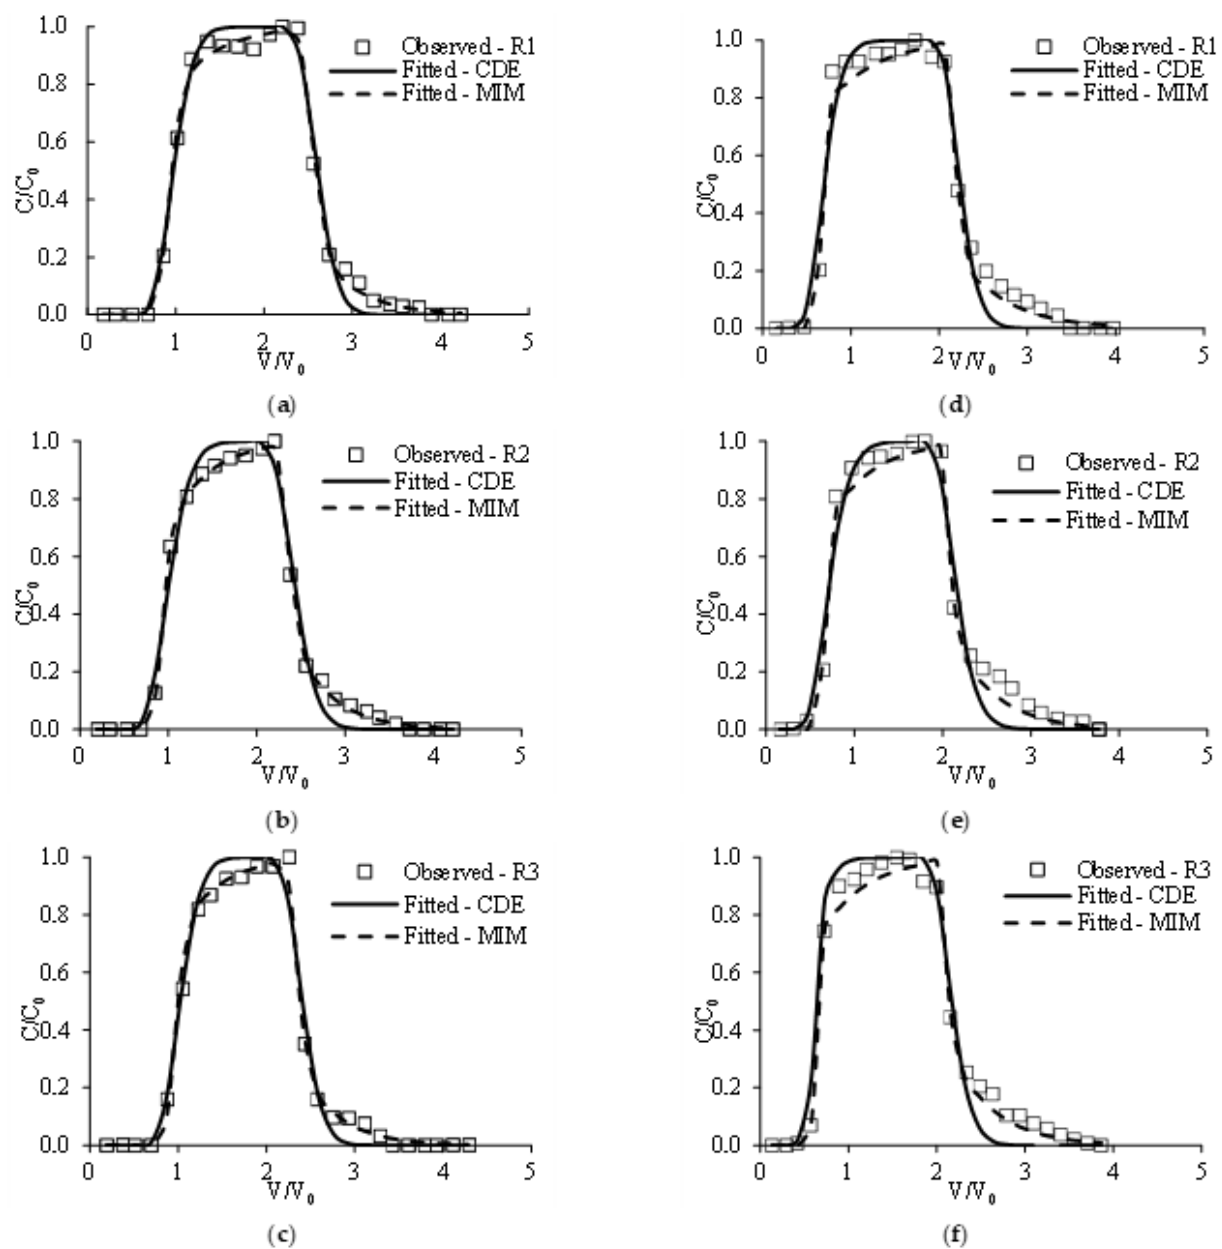 1.0
0.8
0.6
0.4
0.2
0.0
C/C0
0 1 2 3 4 5
V/V0
Observed - R1
Fitted - CDE
Fitted - MIM
(a)
1.0
0.8
0.6
0.4
0.2
0.0
C/C0
0 1 2 3 4 5
V/V0
Observed - R1
Fitted - CDE
Fitted - MIM
(d)
1.0
0.8
0.6
0.4
0.2
0.0
C/C0
0 1 2 3 4 5
V/V0
Observed - R2
Fitted - CDE
Fitted - MIM
(b)
1.0
0.8
0.6
0.4
0.2
0.0
C/C0
0 1 2 3 4 5
V/V0
Observed - R2
Fitted - CDE
Fitted - MIM
(e)
1.0
0.8
0.6
0.4
0.2
0.0
C/C0
0 1 2 3 4 5
V/V0
Observed - R3
Fitted - CDE
Fitted - MIM
(c)
1.0
0.8
0.6
0.4
0.2
0.0
C/C0
0 1 2 3 4 5
V/V0
Observed - R3
Fitted - CDE
Fitted - MIM
(f)